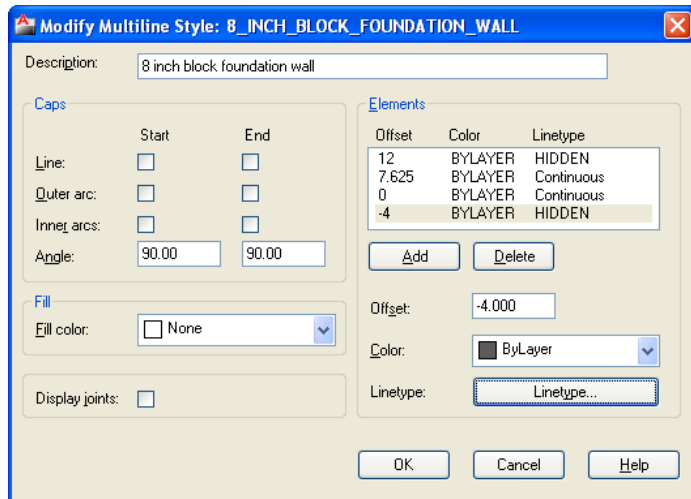 Modify Multiline Style: 8_INCH_BLOCK_FOUNDATION_WALL
Description: 8 inch block foundation wall
Caps
Start End
Line:
Outer arc:
Inner arcs:
Angle: 90.00 90.00
Fill
Fill color: None
Display joints:
Elements
Offset Color Linetype
12 BYLAYER HIDDEN
7.625 BYLAYER Continuous
0 BYLAYER Continuous
-4 BYLAYER HIDDEN
Add Delete
Offset: -4.000
Color: ByLayer
Linetype: Linetype...
OK Cancel Help